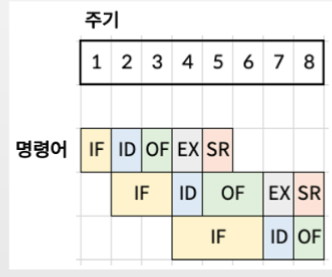 주기
1 2 3 4 5 6 7 8
명령어 IF ID OF EX SR
IF ID OF EX SR
IF ID OF